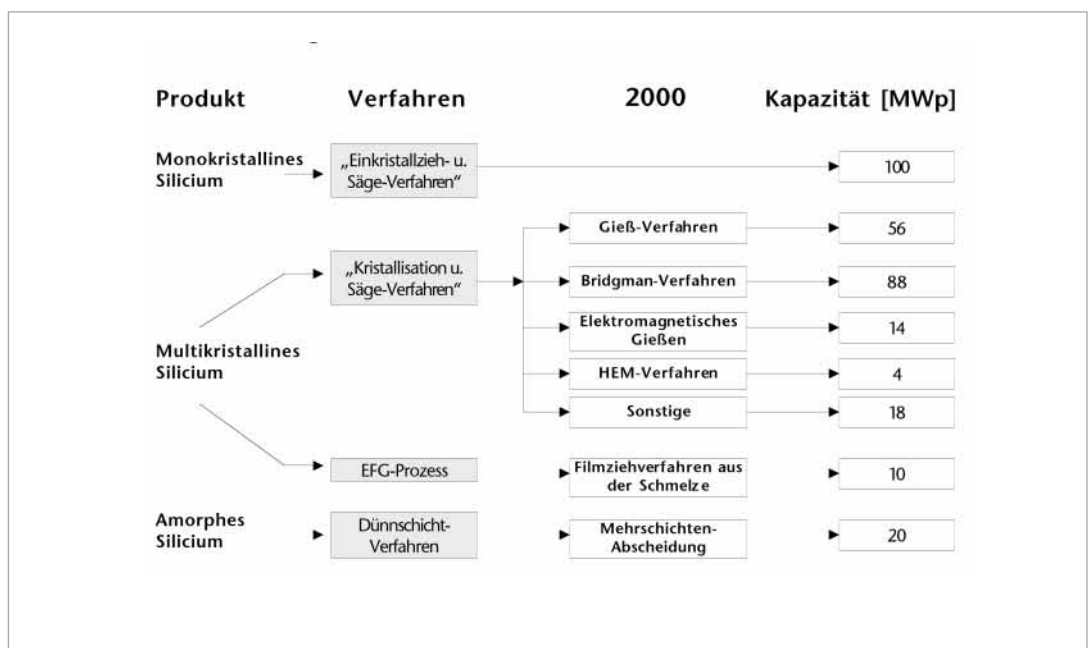 Produkt Verfahren 2000 Kapazität [MWp]
Monokristallines
Silicium
„Einkristallzieh- u.
Säge-Verfahren“
100
Multikristallines
Silicium
„Kristallisation u.
Säge-Verfahren“
Gieß-Verfahren 56
Bridgman-Verfahren 88
Elektromagnetisches
Gießen
14
HEM-Verfahren 4
Sonstige 18
EFG-Prozess
Filmziehverfahren aus
der Schmelze
10
Amorphes
Silicium
Dünnschicht-
Verfahren
Mehrschichten-
Abscheidung
20